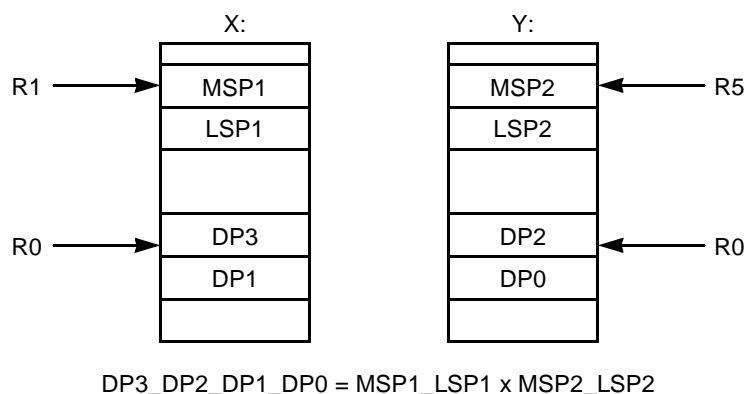 X: Y:
R1 MSP1 MSP2 R5
LSP1 LSP2
R0 DP3 DP2 R0
DP1 DP0
DP3_DP2_DP1_DP0 = MSP1_LSP1 x MSP2_LSP2